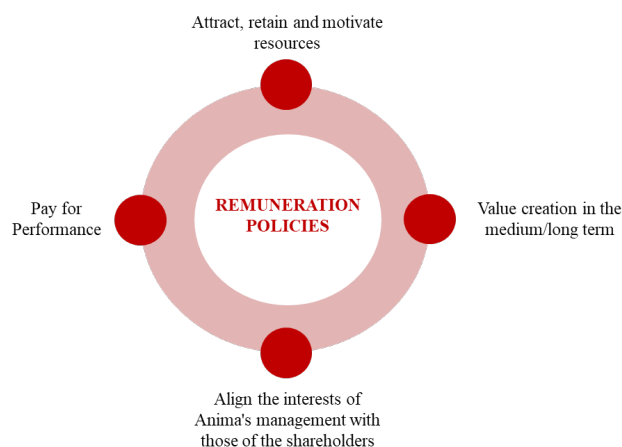 Attract, retain and motivate
resources
Pay for
Performance
REMUNERATION
POLICIES
Value creation in the
medium/long term
Align the interests of
Anima's management with
those of the shareholders